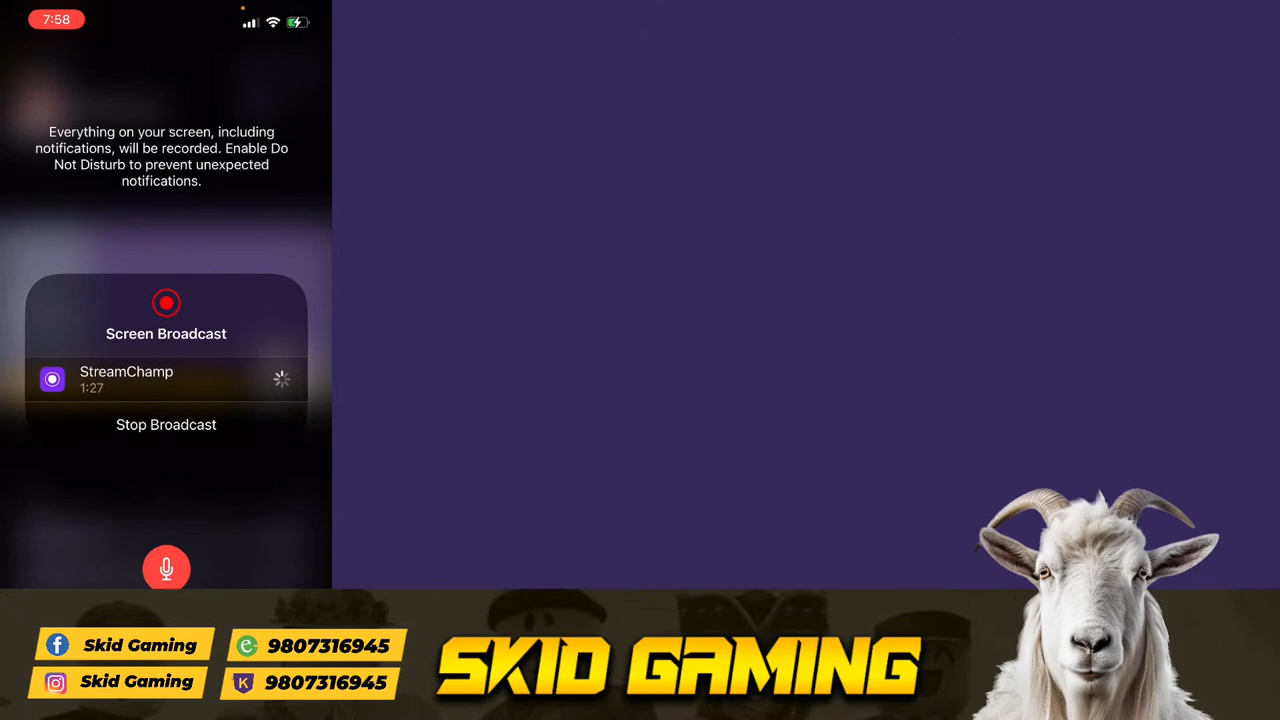 7:58
Everything on your screen, including
notifications, will be recorded. Enable Do
Not Disturb to prevent unexpected
notifications.
Screen Broadcast
StreamChamp
1:27
Stop Broadcast
Skid Gaming
9807316945
Skid Gaming
9807316945
SKID GAMING